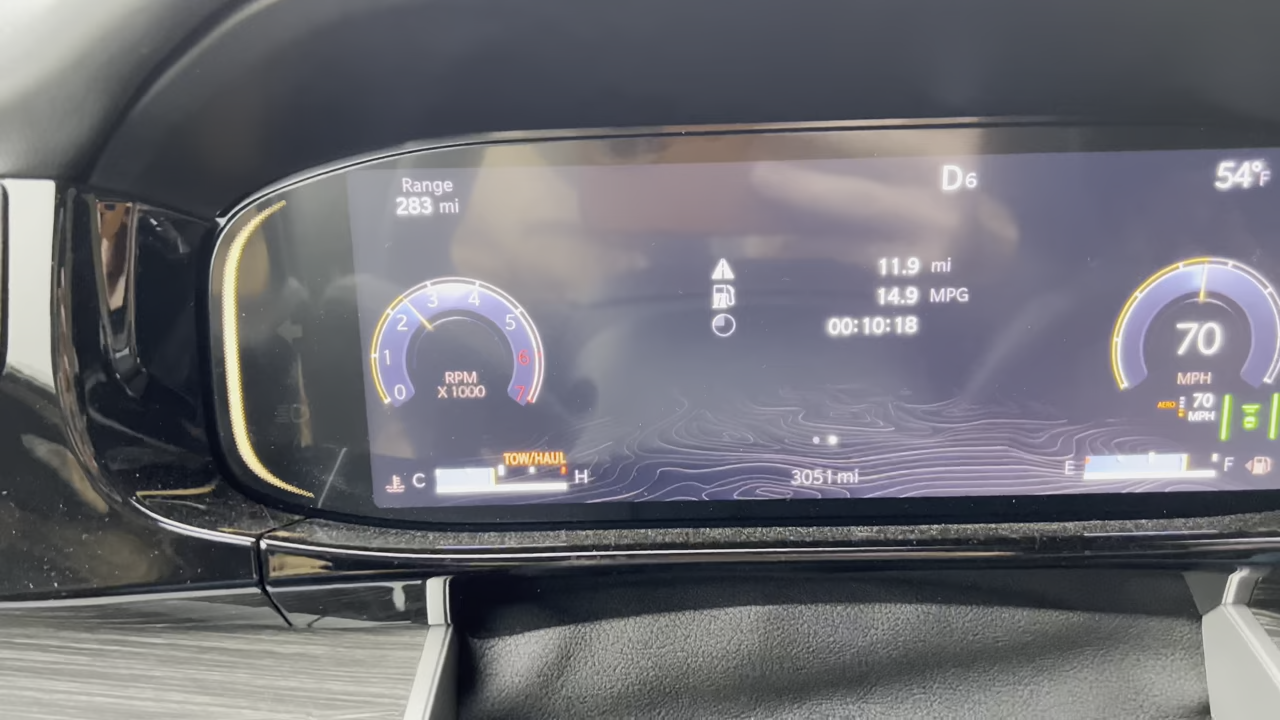 Range
283 mi
D6
54°F
11.9 mi
14.9 MPG
00:10:18
0 1 2 3 4 5 6 7
RPM
X 1000
70
MPH
AERO
70
MPH
TOW/HAUL
C H
3051 mi
E F